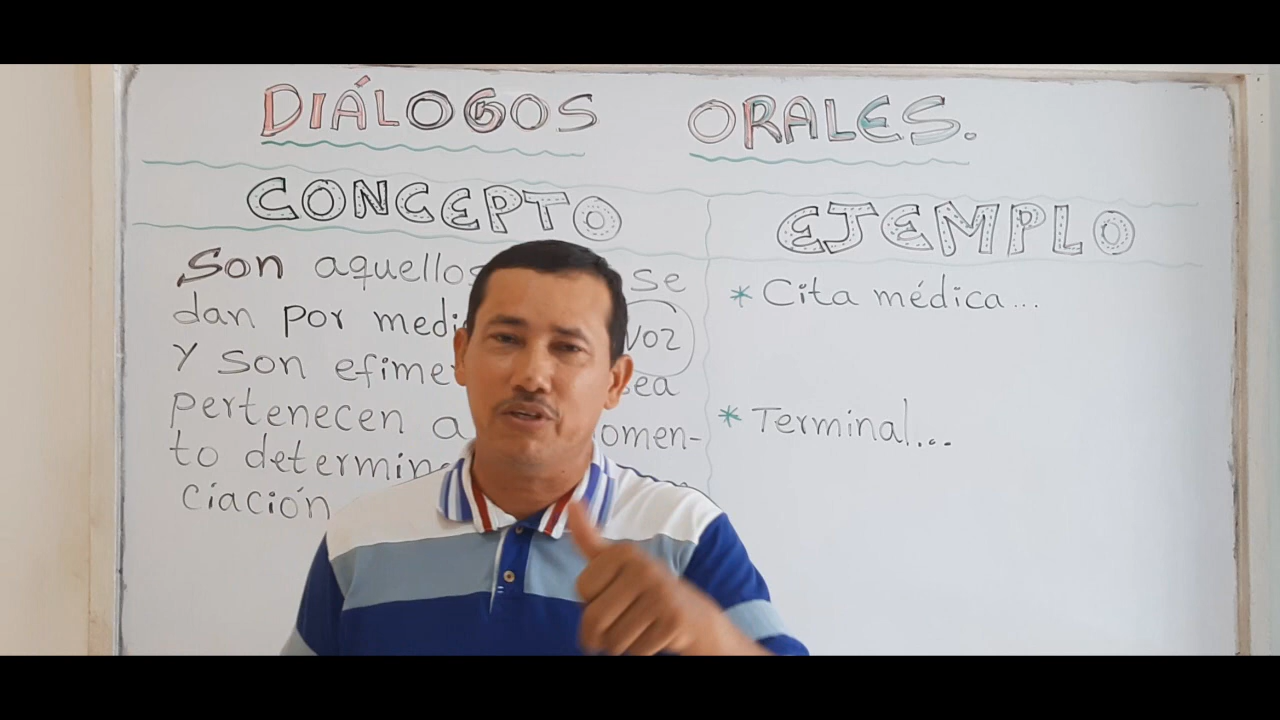 DIÁLOGOS ORALES.
CONCEPTO
Son aquellos se
dan por medi voz
Y son efime sea
pertenecen a omen-
to determin
ciación
EJEMPLO
* Cita médica...
* Terminal...